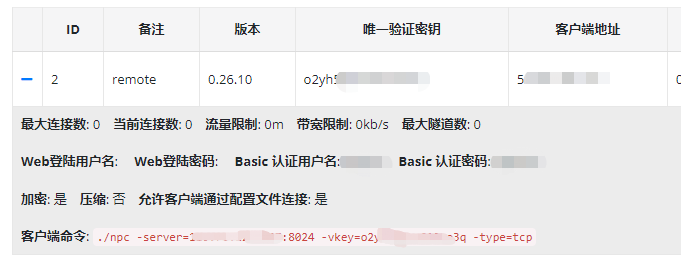 ID 备注 版本 唯一验证密钥 客户端地址
2 remote 0.26.10 o2yh 5 0
最大连接数: 0 当前连接数: 0 流量限制: 0m 带宽限制: 0kb/s 最大隧道数: 0
Web登陆用户名: Web登陆密码: Basic 认证用户名: Basic 认证密码:
加密: 是 压缩: 否 允许客户端通过配置文件连接: 是
客户端命令: ./npc -server= :8024 -vkey=o2y 3q -type=tcp